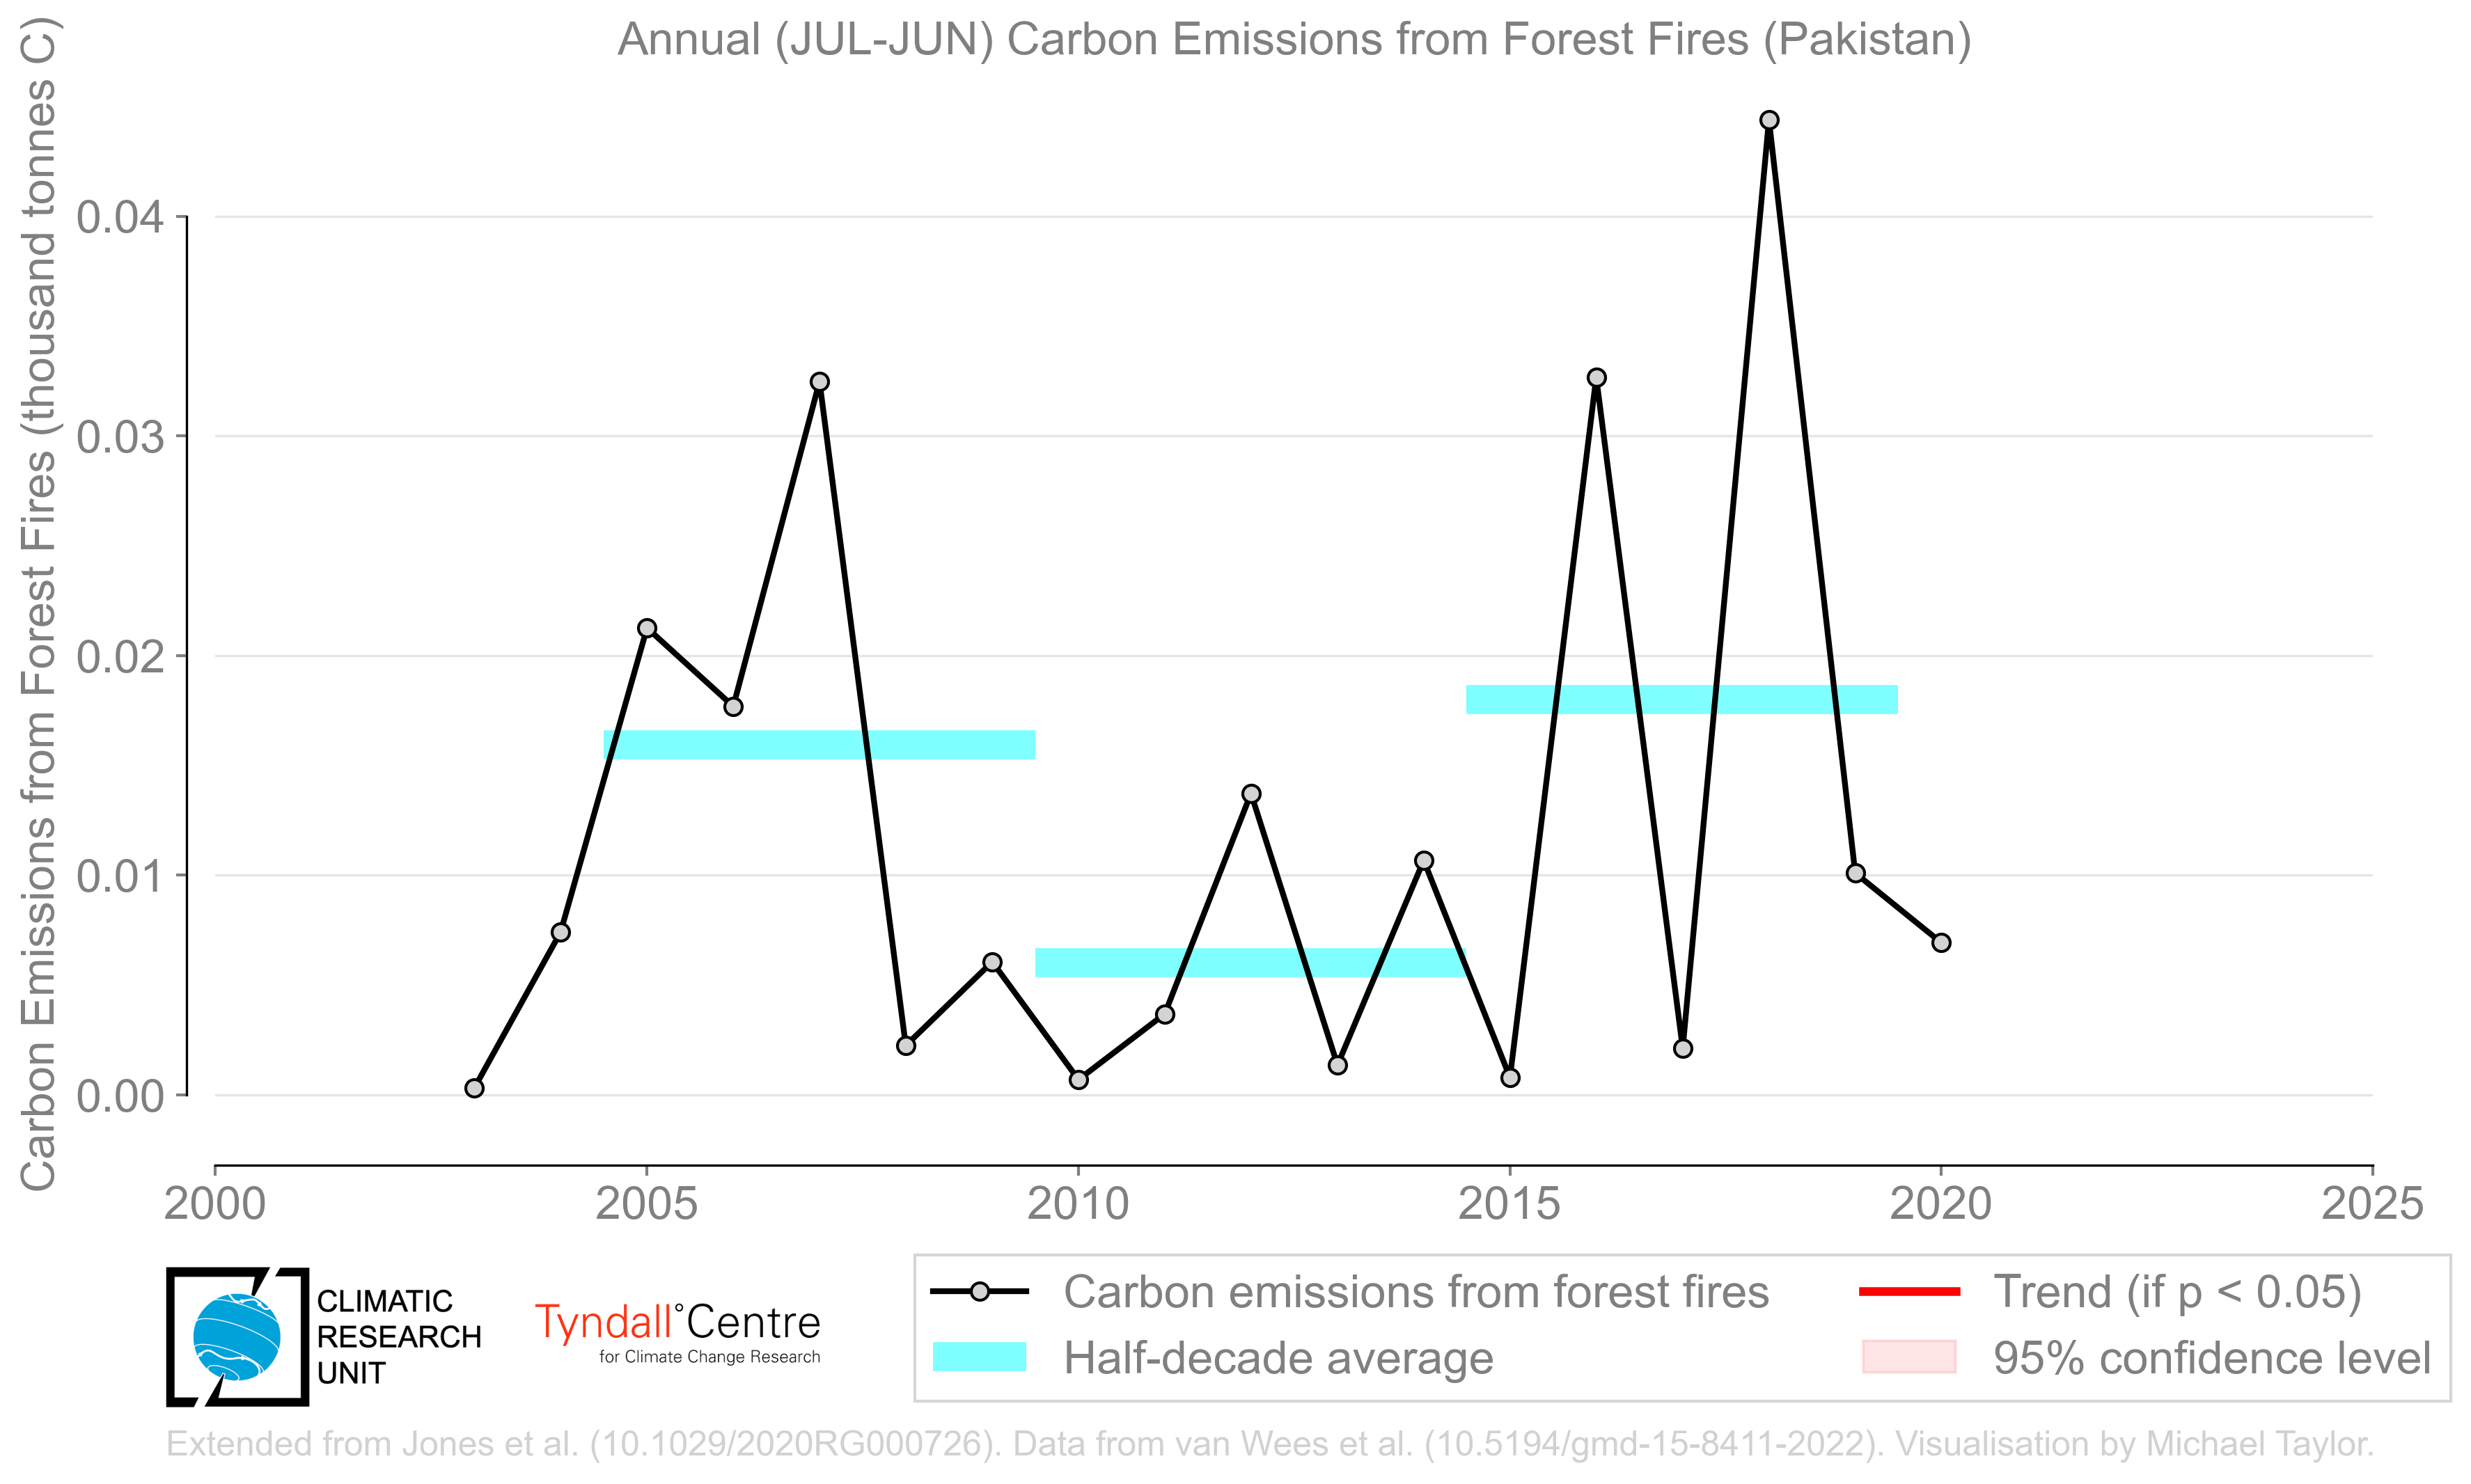 Annual (JUL-JUN) Carbon Emissions from Forest Fires (Pakistan)
Carbon Emissions from Forest Fires (thousand tonnes C)
0.04
0.03
0.02
0.01
0.00
2000 2005 2010 2015 2020 2025
CLIMATIC
RESEARCH
UNIT
Tyndall°Centre
for Climate Change Research
Carbon emissions from forest fires
Half-decade average
Trend (if p < 0.05)
95% confidence level
Extended from Jones et al. (10.1029/2020RG000726). Data from van Wees et al. (10.5194/gmd-15-8411-2022). Visualisation by Michael Taylor.